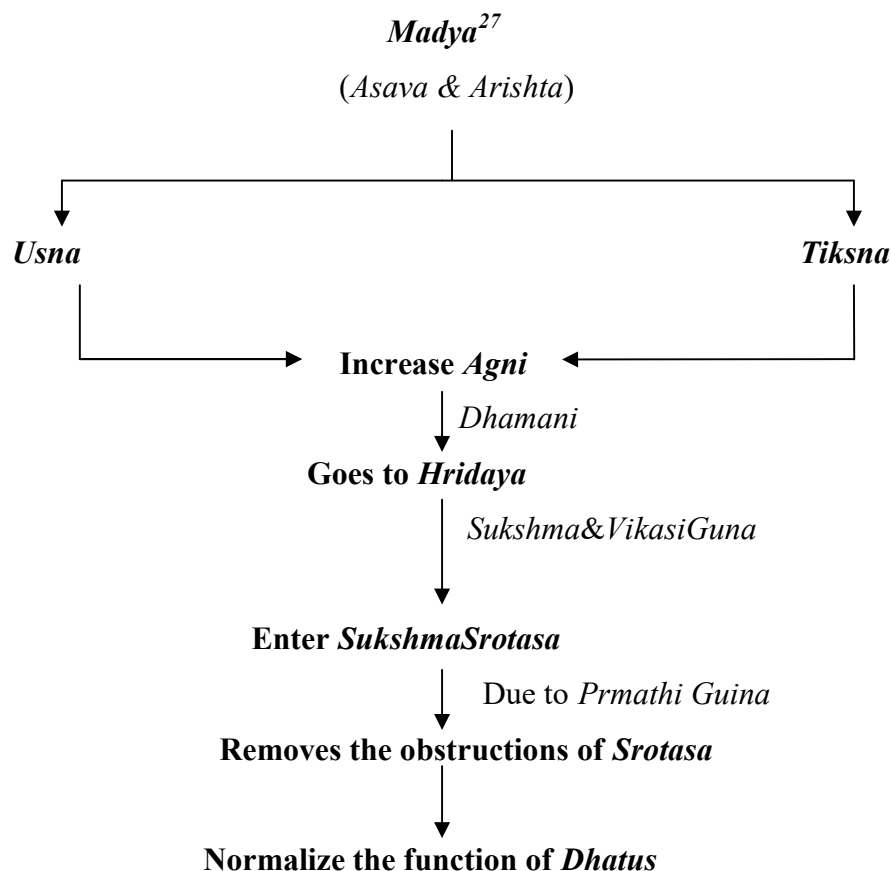 Madya27
(Asava & Arishta)
Usna
Tiksna
Increase Agni
Dhamani
Goes to Hridaya
Sukshma&VikasiGuna
Enter SukshmaSrotasa
Due to Prmathi Guina
Removes the obstructions of Srotasa
Normalize the function of Dhatus